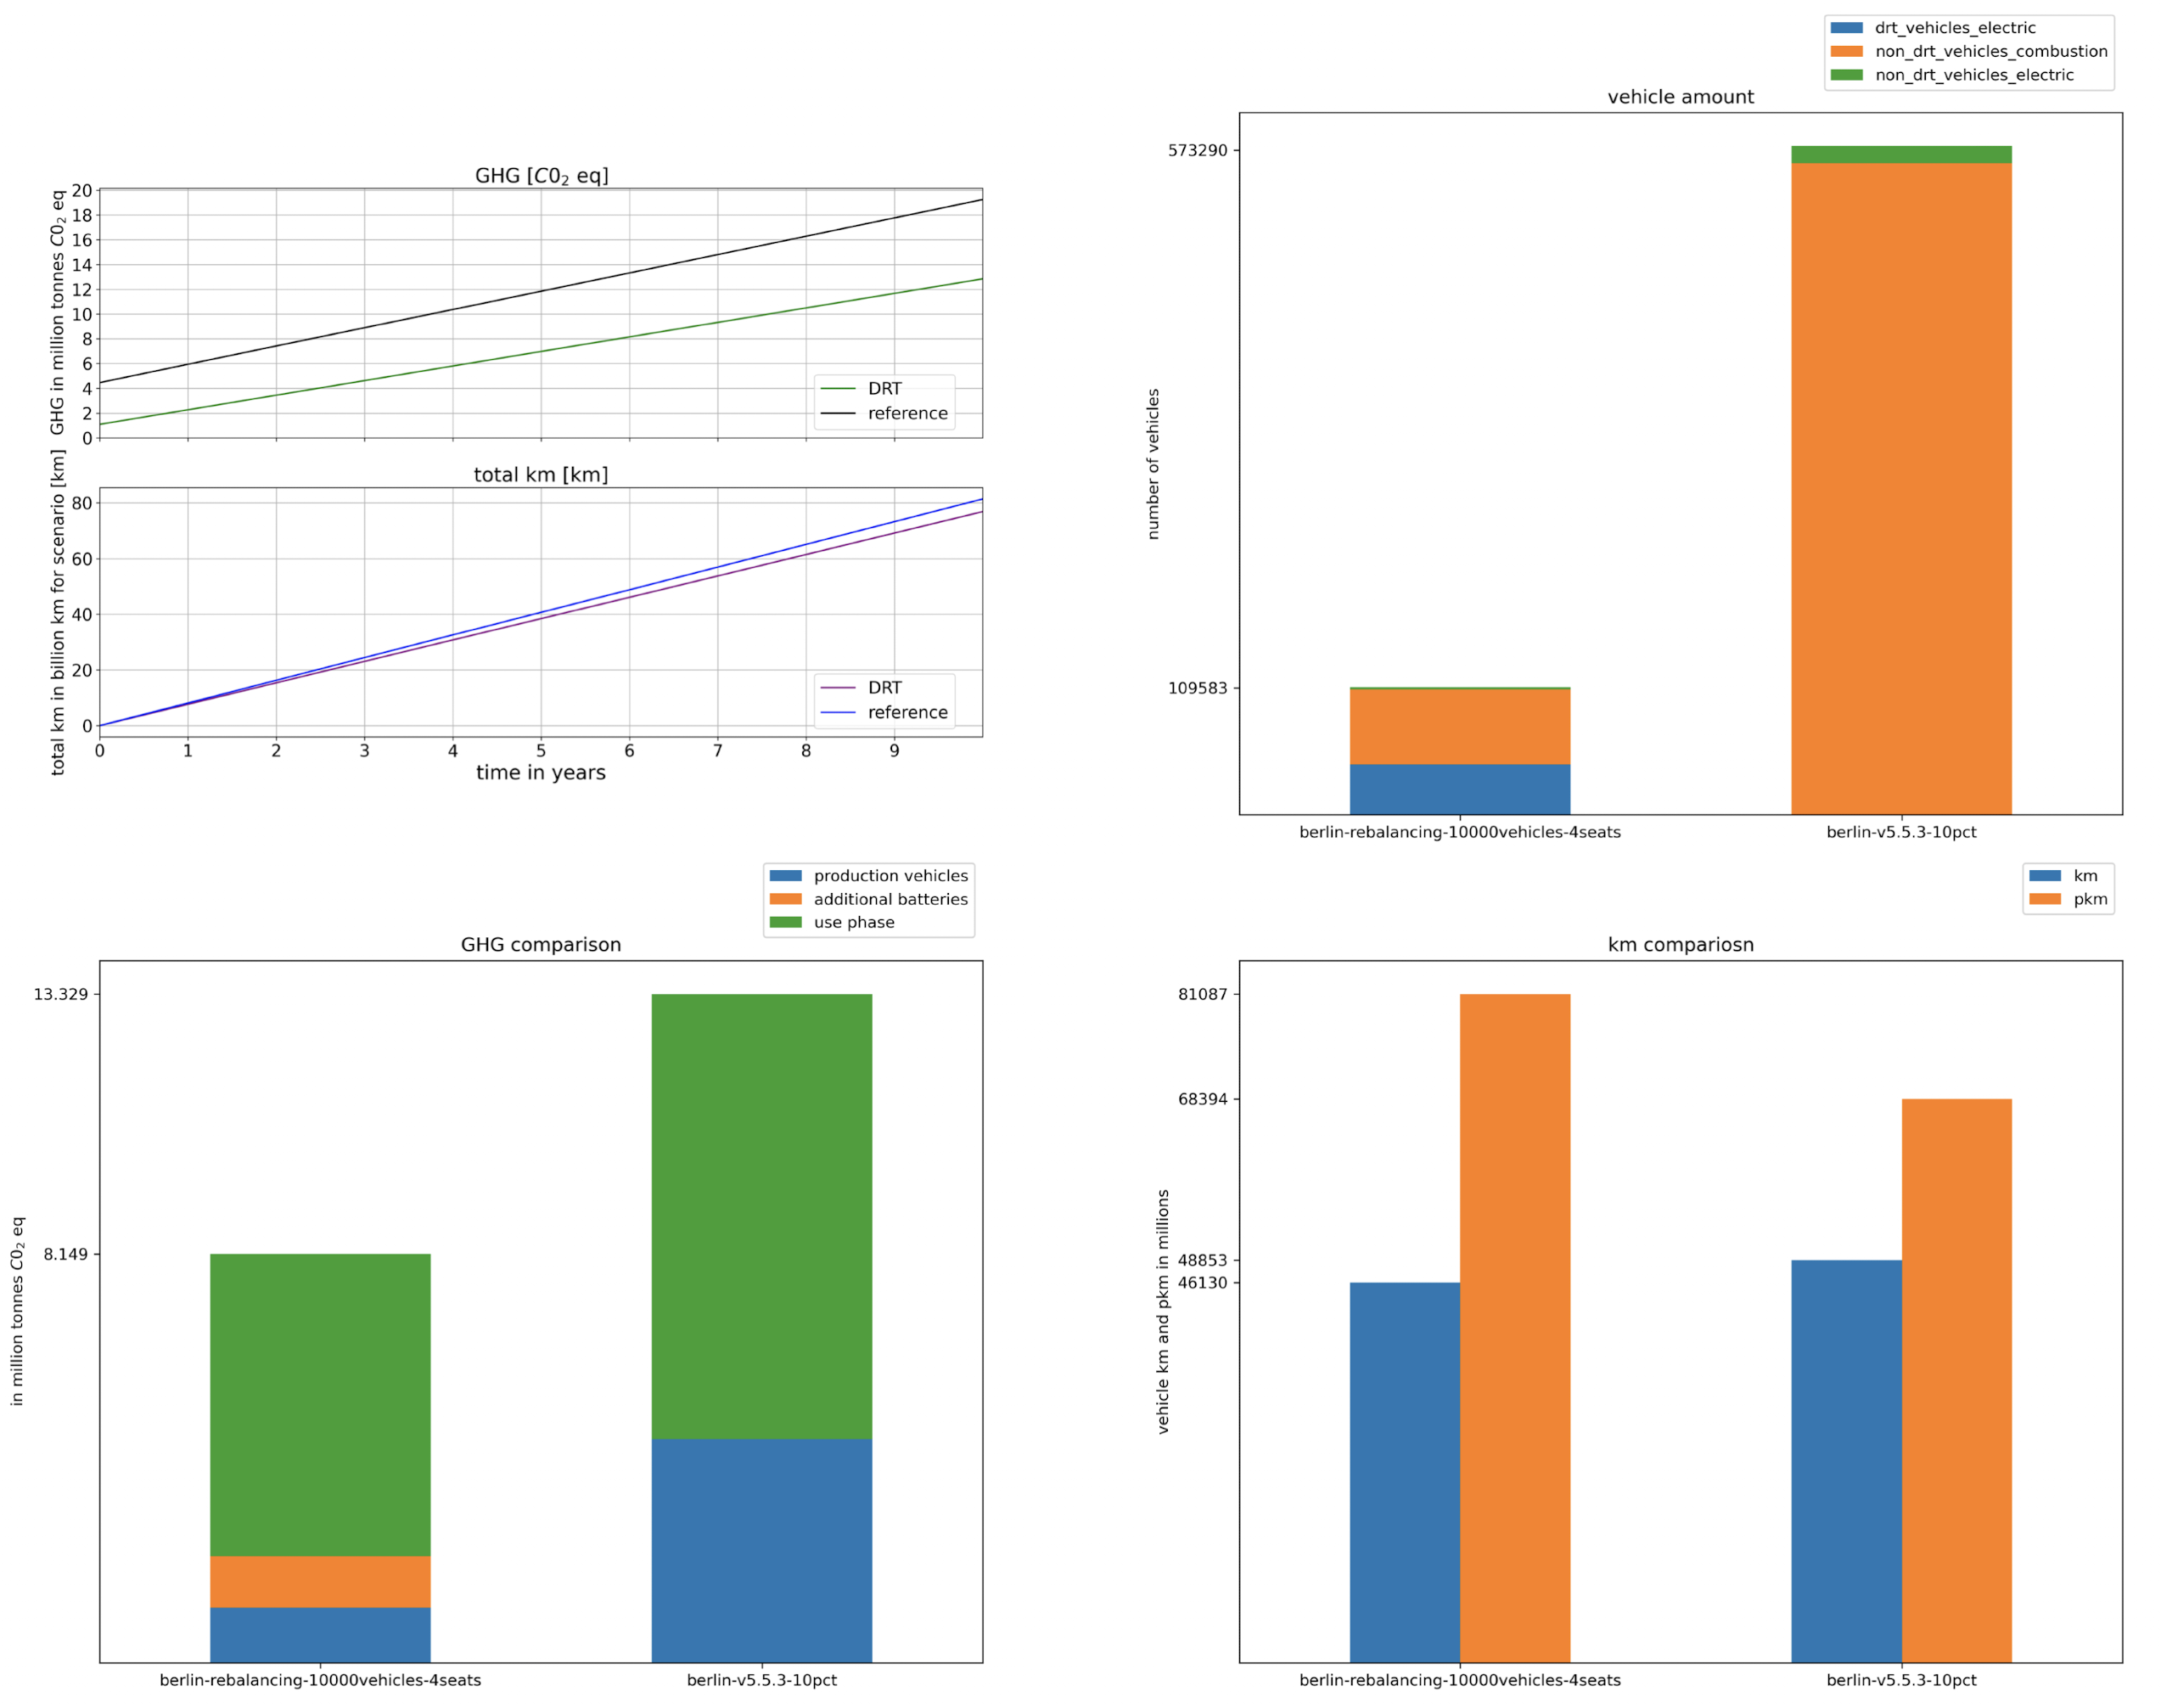 GHG [C0₂ eq]
GHG in million tonnes C0₂ eq
20
18
16
14
12
10
8
6
4
2
0
DRT
reference
total km [km]
total km in billion km for scenario [km]
80
60
40
20
0
DRT
reference
0 1 2 3 4 5 6 7 8 9
time in years
drt_vehicles_electric
non_drt_vehicles_combustion
non_drt_vehicles_electric
vehicle amount
number of vehicles
573290
109583
berlin-rebalancing-10000vehicles-4seats berlin-v5.5.3-10pct
production vehicles
additional batteries
use phase
GHG comparison
in million tonnes C0₂ eq
13.329
8.149
berlin-rebalancing-10000vehicles-4seats berlin-v5.5.3-10pct
km
pkm
km compariosn
vehicle km and pkm in millions
81087
68394
48853
46130
berlin-rebalancing-10000vehicles-4seats berlin-v5.5.3-10pct